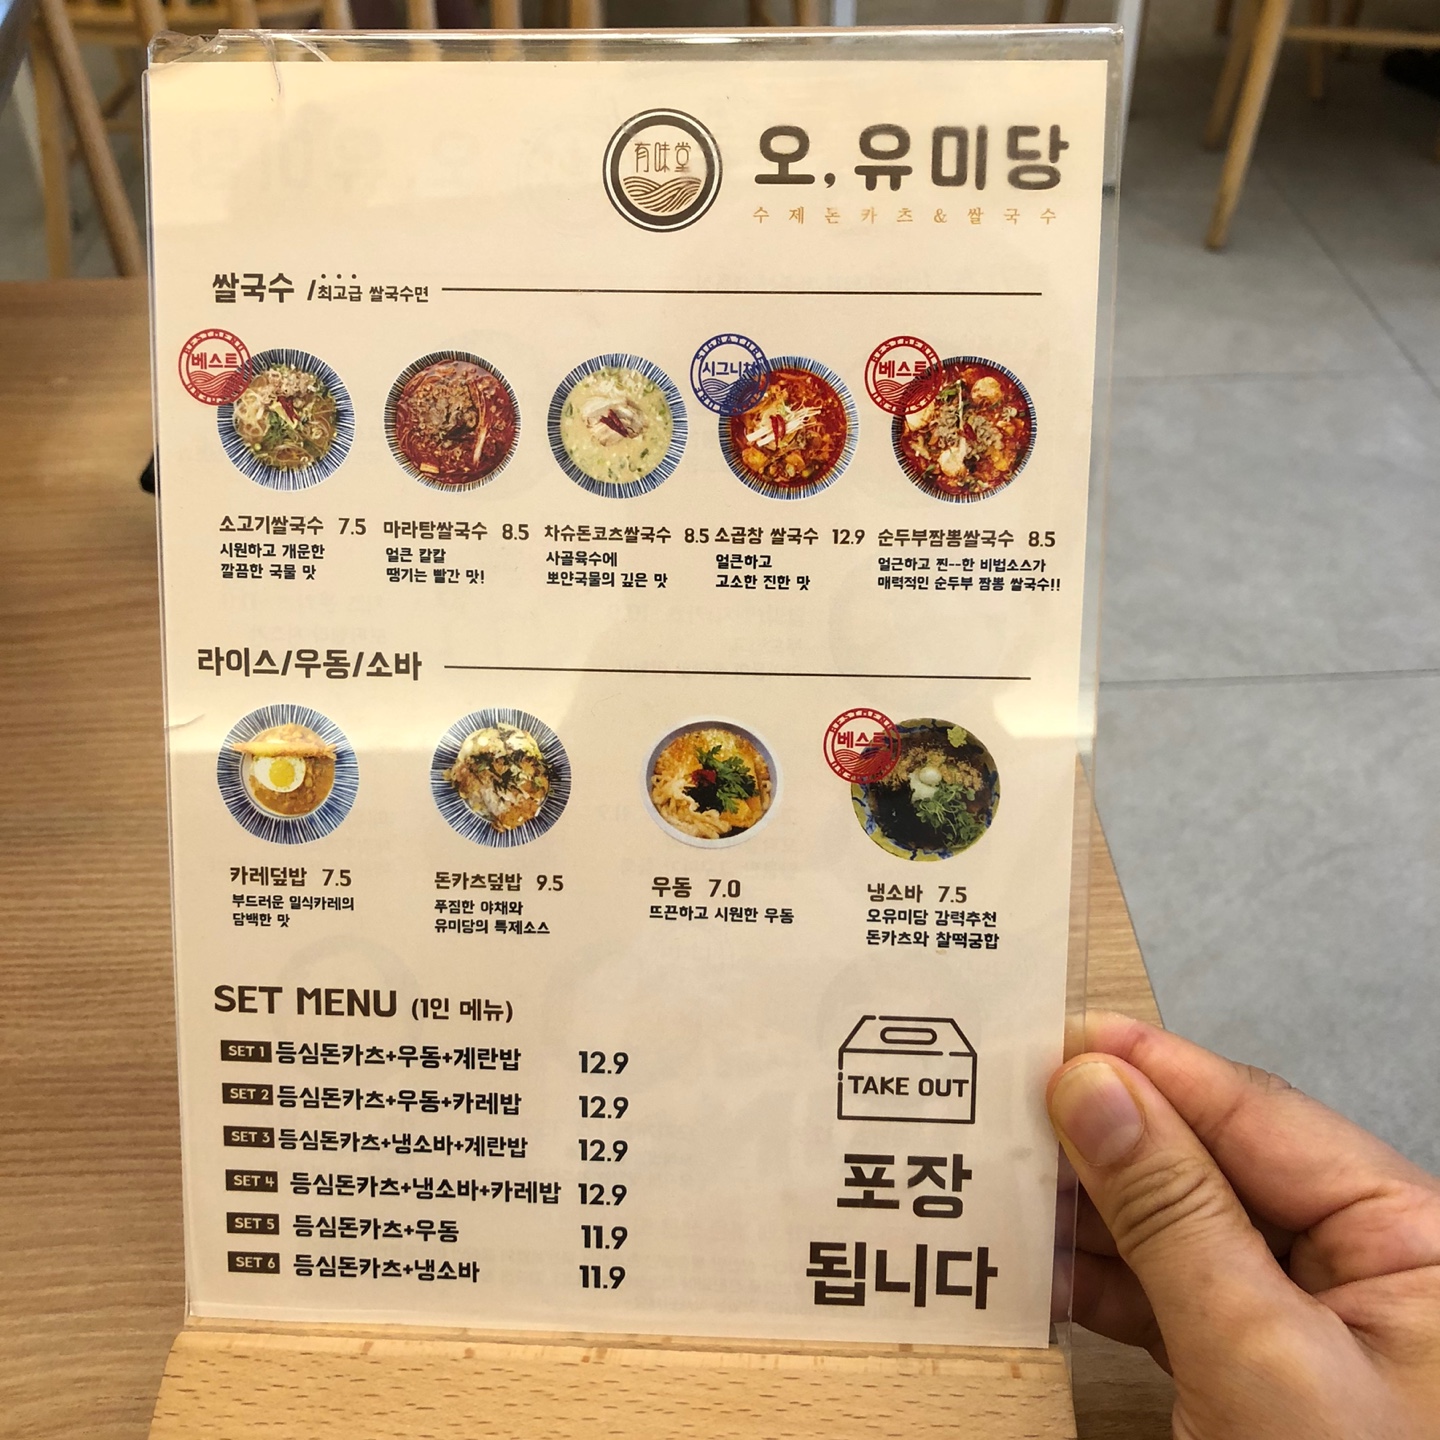 有味堂
오, 유미당
수제돈카츠&쌀국수
쌀국수 /최고급 쌀국수면
베스트
시그니처
SIGNATURE
베스트
BEST MENU
소고기쌀국수 7.5
시원하고 개운한
깔끔한 국물 맛
마라탕쌀국수 8.5
얼큰 칼칼
땡기는 빨간 맛!
차슈돈코츠쌀국수 8.5
사골육수에
뽀얀국물의 깊은 맛
소곱창 쌀국수 12.9
얼큰하고
고소한 진한 맛
순두부짬뽕쌀국수 8.5
얼근하고 찐--한 비법소스가
매력적인 순두부 짬뽕 쌀국수!!
라이스/우동/소바
베스트
BEST MENU
카레덮밥 7.5
부드러운 일식카레의
담백한 맛
돈카츠덮밥 9.5
푸짐한 야채와
유미당의 특제소스
우동 7.0
뜨끈하고 시원한 우동
냉소바 7.5
오유미당 강력추천
돈카츠와 찰떡궁합
SET MENU (1인 메뉴)
SET 1 등심돈카츠+우동+계란밥 12.9
SET 2 등심돈카츠+우동+카레밥 12.9
SET 3 등심돈카츠+냉소바+계란밥 12.9
SET 4 등심돈카츠+냉소바+카레밥 12.9
SET 5 등심돈카츠+우동 11.9
SET 6 등심돈카츠+냉소바 11.9
TAKE OUT
포장
됩니다